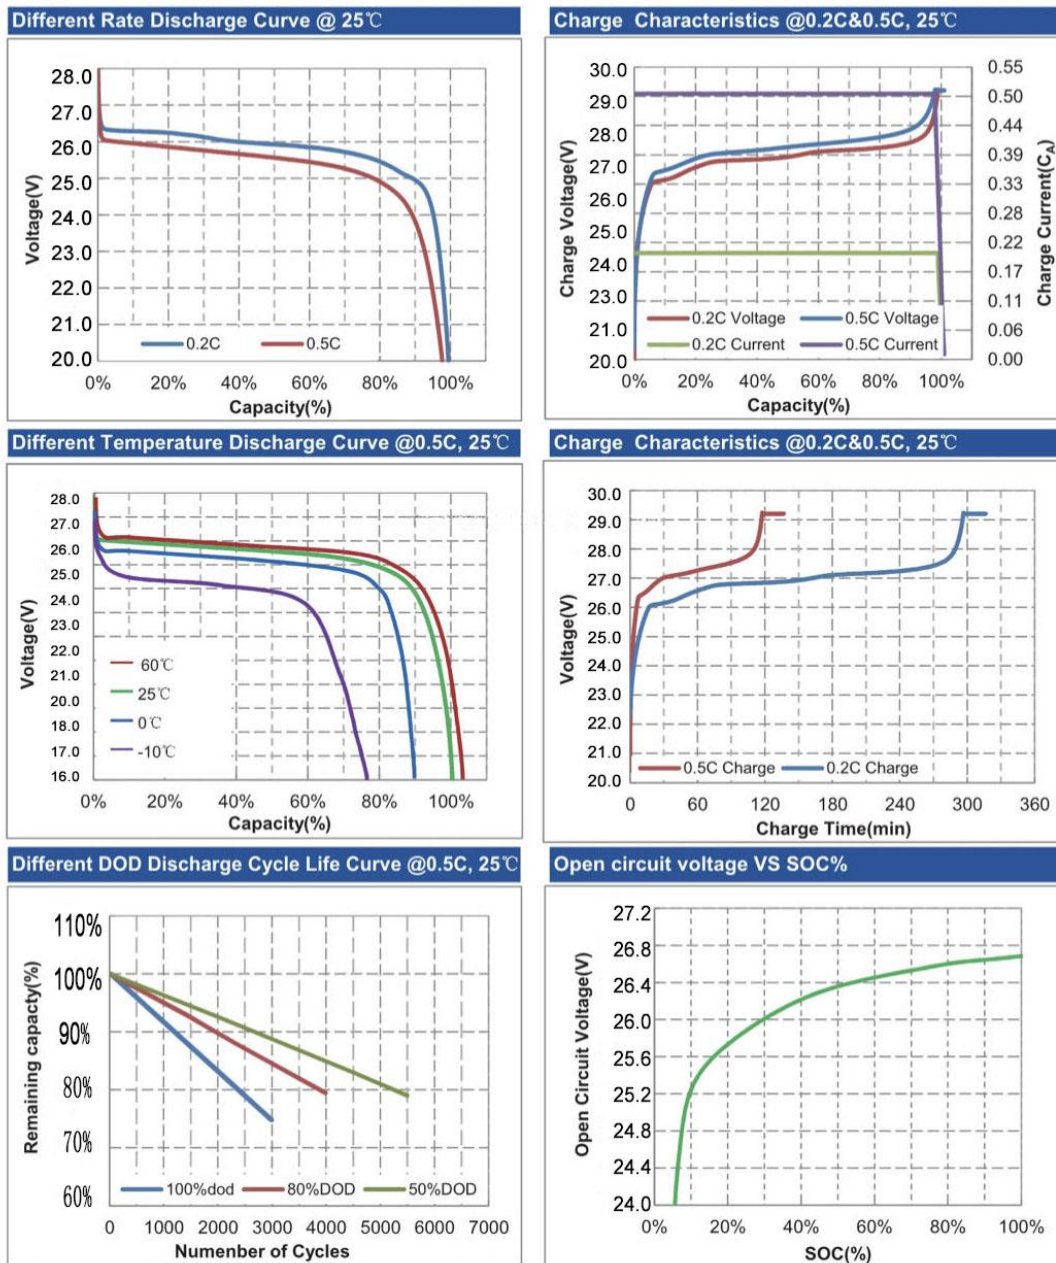 Different Rate Discharge Curve @ 25℃
28.0
27.0
26.0
25.0
24.0
23.0
22.0
21.0
20.0
Voltage(V)
0.2C 0.5C
0% 20% 40% 60% 80% 100%
Capacity(%)
Charge Characteristics @0.2C&0.5C, 25℃
30.0
29.0
28.0
27.0
26.0
25.0
24.0
23.0
21.0
20.0
Charge Voltage(V)
0.55
0.50
0.44
0.39
0.33
0.28
0.22
0.17
0.11
0.06
0.00
Charge Current(CA)
0.2C Voltage 0.5C Voltage
0.2C Current 0.5C Current
0% 20% 40% 60% 80% 100%
Capacity(%)
Different Temperature Discharge Curve @0.5C, 25℃
28.0
27.0
26.0
25.0
24.0
23.0
22.0
21.0
20.0
18.0
17.0
16.0
Voltage(V)
60℃
25℃
0℃
-10℃
0% 20% 40% 60% 80% 100%
Capacity(%)
Charge Characteristics @0.2C&0.5C, 25℃
30.0
29.0
28.0
27.0
26.0
25.0
24.0
23.0
22.0
21.0
20.0
Voltage(V)
0.5C Charge 0.2C Charge
0 60 120 180 240 300 360
Charge Time(min)
Different DOD Discharge Cycle Life Curve @0.5C, 25℃
110%
100%
90%
80%
70%
60%
Remaining capacity(%)
100%dod 80%DOD 50%DOD
0 1000 2000 3000 4000 5000 6000 7000
Numenber of Cycles
Open circuit voltage VS SOC%
27.2
26.8
26.4
26.0
25.6
25.2
24.8
24.4
24.0
Open Circuit Voltage(V)
0% 20% 40% 60% 80% 100%
SOC(%)